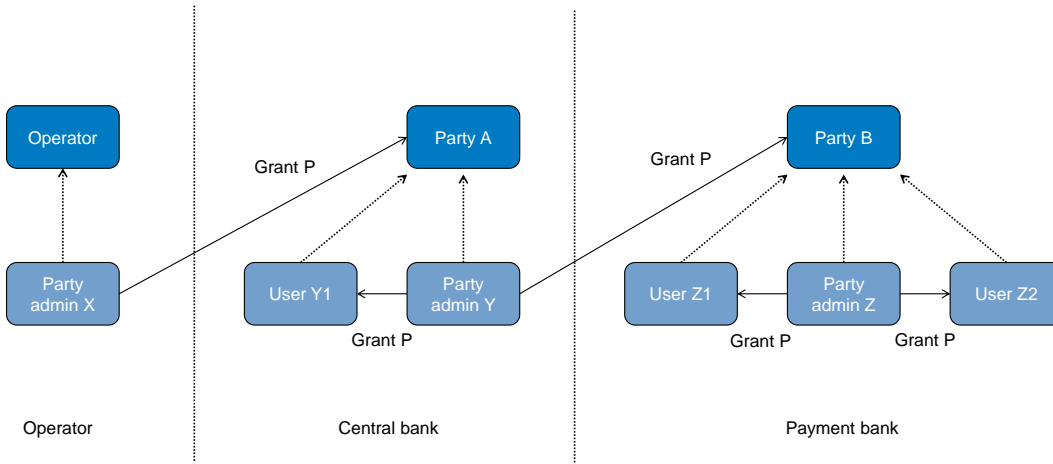 Operator
Party A
Party B
Grant P
Grant P
Party
admin X
User Y1
Party
admin Y
User Z1
Party
admin Z
User Z2
Grant P
Grant P
Grant P
Operator
Central bank
Payment bank